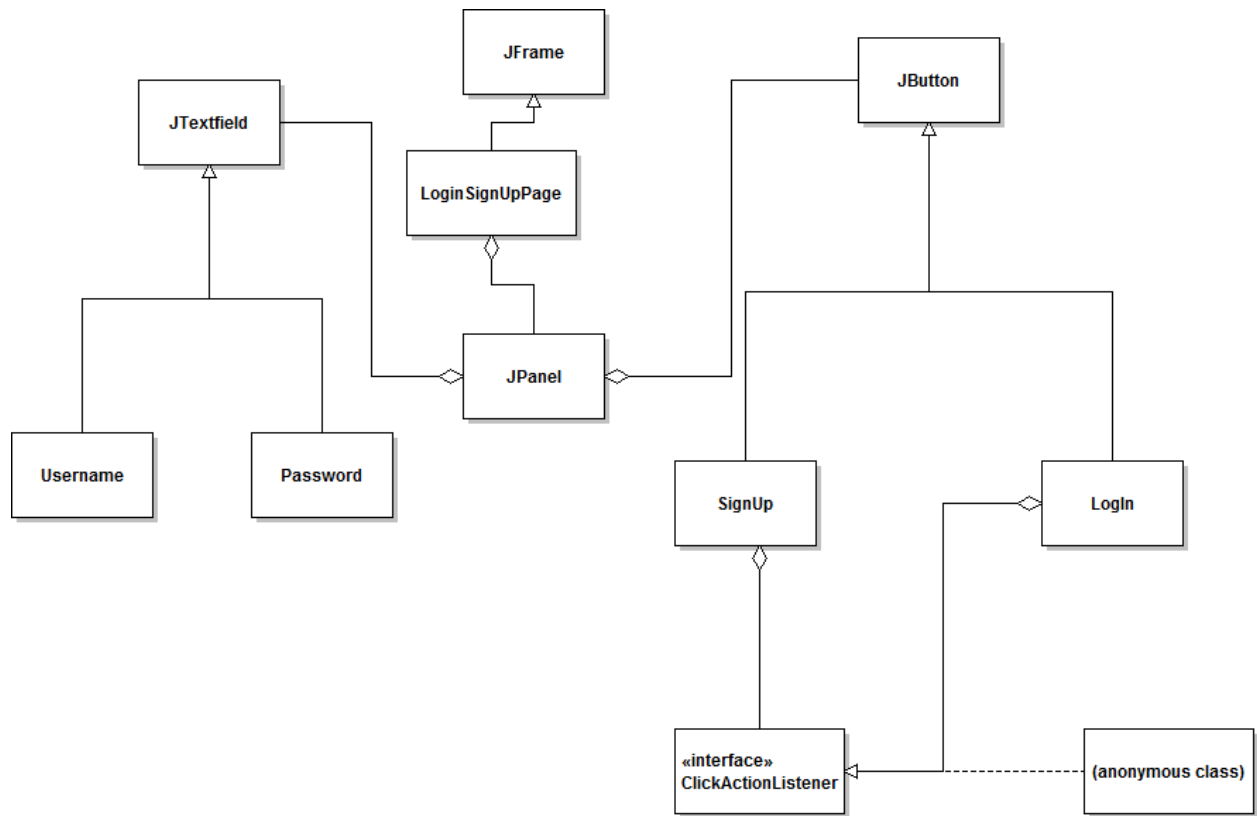 JFrame
JButton
JTextfield
LoginSignUpPage
JPanel
Username
Password
SignUp
LogIn
«interface»
ClickActionListener
(anonymous class)